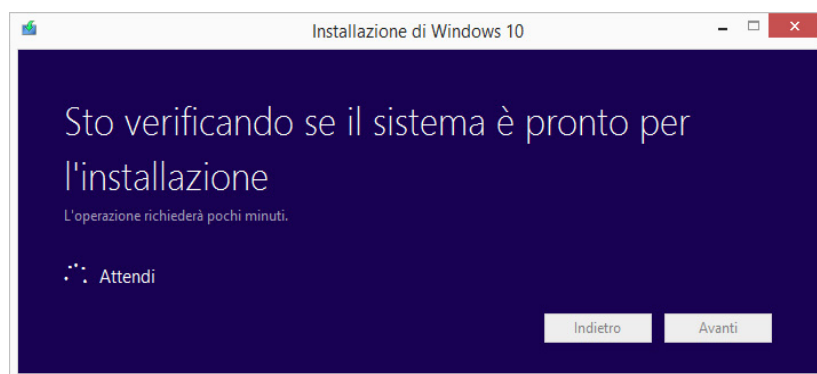 Installazione di Windows 10
Sto verificando se il sistema è pronto per
l'installazione
L'operazione richiederà pochi minuti.
Attendi
Indietro
Avanti